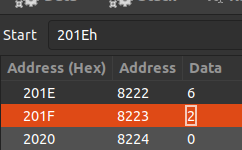 Start 201Eh
Address (Hex) Address Data
201E 8222 6
201F 8223 2
2020 8224 0